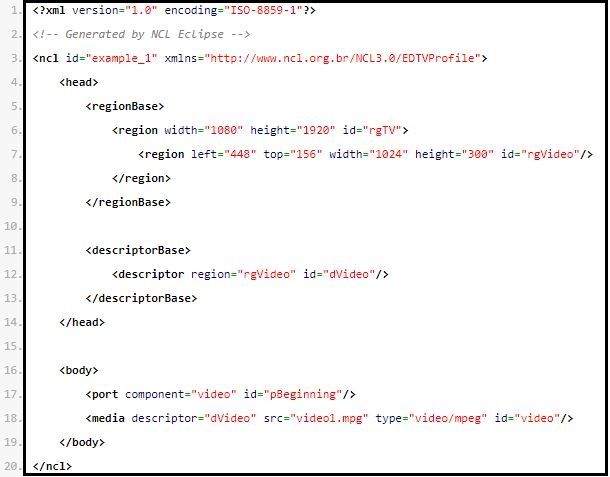 1. <?xml version="1.0" encoding="ISO-8859-1"?>
2. <!-- Generated by NCL Eclipse -->
3. <ncl id="example_1" xmlns="http://www.ncl.org.br/NCL3.0/EDTVProfile">
4.     <head>
5.         <regionBase>
6.             <region width="1080" height="1920" id="rgTV">
7.                 <region left="448" top="156" width="1024" height="300" id="rgVideo"/>
8.             </region>
9.         </regionBase>
10.
11.         <descriptorBase>
12.             <descriptor region="rgVideo" id="dVideo"/>
13.         </descriptorBase>
14.     </head>
15.
16.     <body>
17.         <port component="video" id="pBeginning"/>
18.         <media descriptor="dVideo" src="video1.mpg" type="video/mpeg" id="video"/>
19.     </body>
20. </ncl>